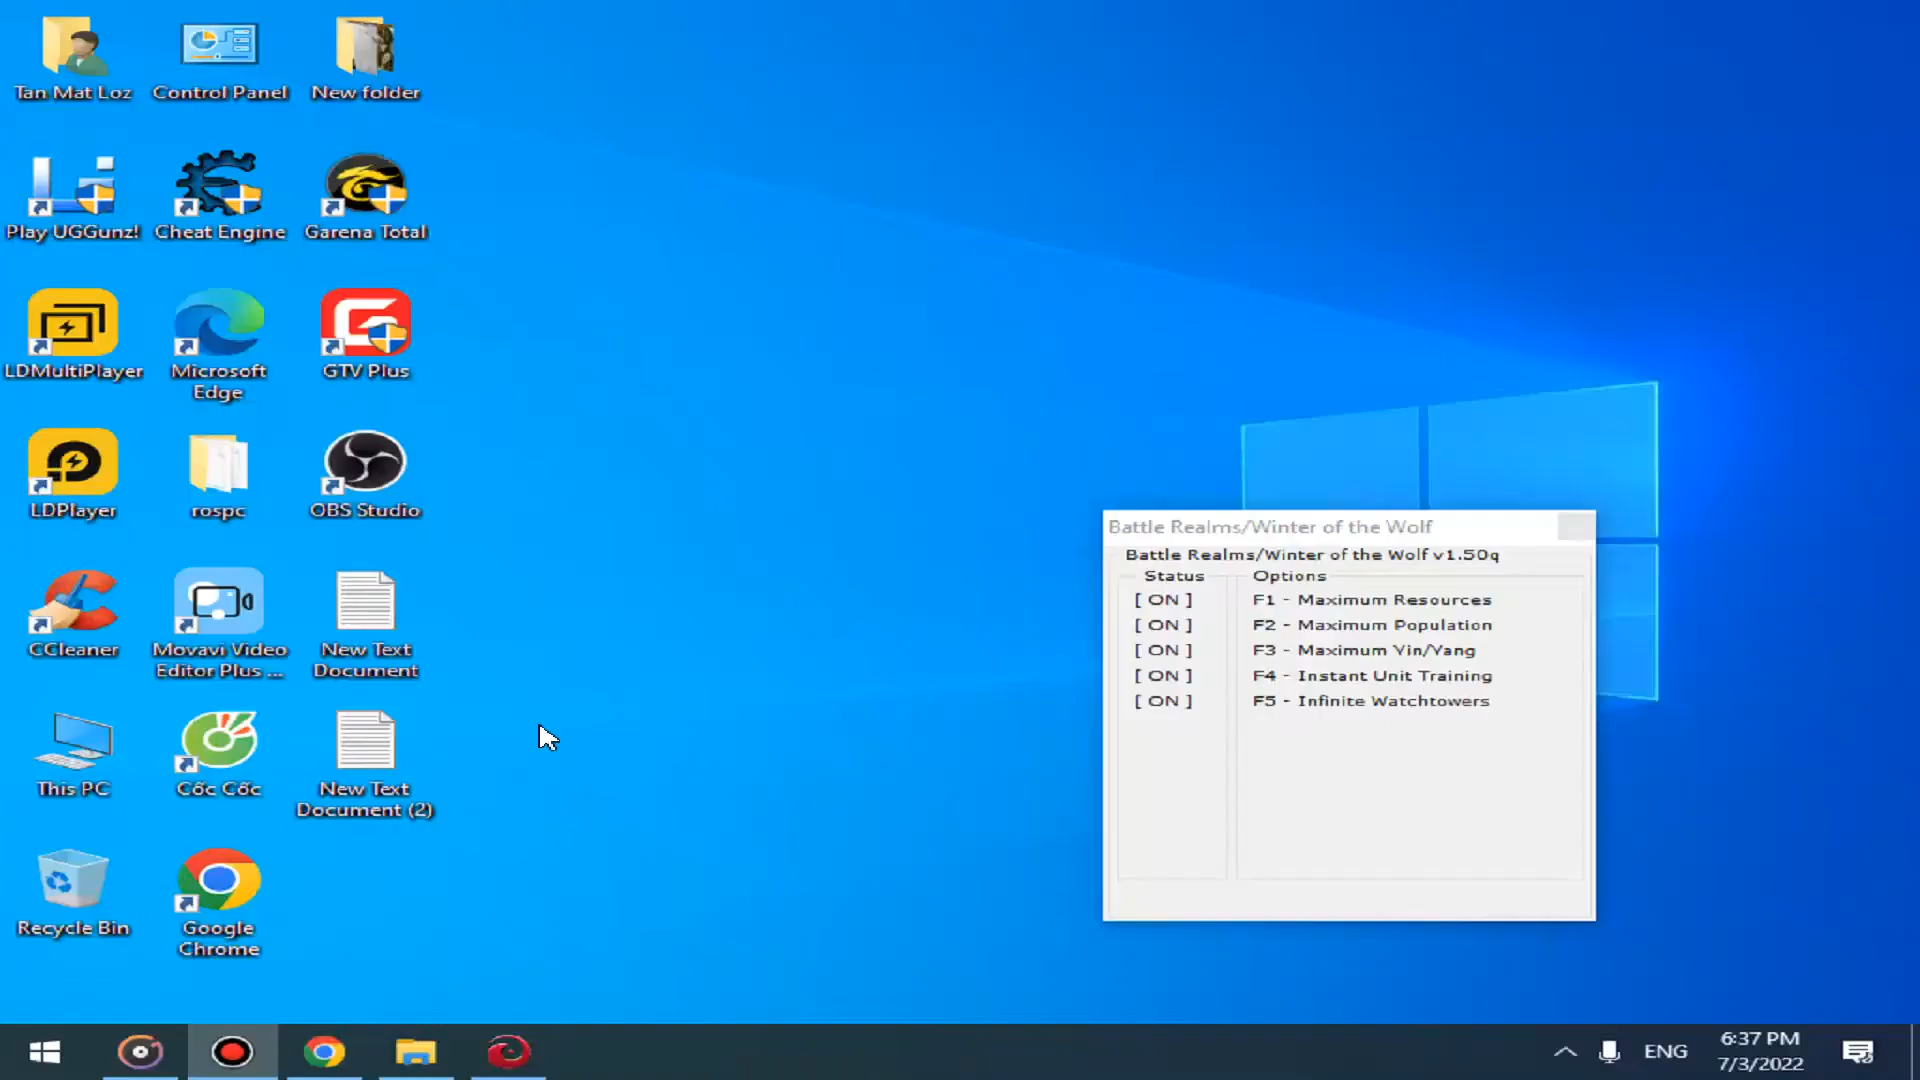 Tan Mat Loz
Control Panel
New folder
Play UGGunz!
Cheat Engine
Garena Total
LDMultiPlayer
Microsoft
Edge
GTV Plus
LDPlayer
rospc
OBS Studio
CCleaner
Movavi Video
Editor Plus ...
New Text
Document
This PC
Cốc Cốc
New Text
Document (2)
Recycle Bin
Google
Chrome
Battle Realms/Winter of the Wolf
Battle Realms/Winter of the Wolf v1.50q
Status
Options
[ ON ] F1 - Maximum Resources
[ ON ] F2 - Maximum Population
[ ON ] F3 - Maximum Yin/Yang
[ ON ] F4 - Instant Unit Training
[ ON ] F5 - Infinite Watchtowers
ENG
6:37 PM
7/3/2022